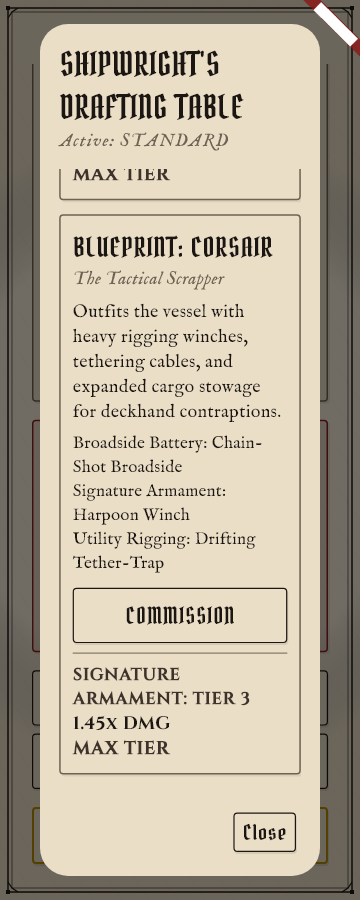 SHIPWRIGHT'S
DRAFTING TABLE
Active: STANDARD
MAX TIER
BLUEPRINT: CORSAIR
The Tactical Scrapper
Outfits the vessel with
heavy rigging winches,
tethering cables, and
expanded cargo stowage
for deckhand contraptions.
Broadside Battery: Chain-
Shot Broadside
Signature Armament:
Harpoon Winch
Utility Rigging: Drifting
Tether-Trap
COMMISSION
SIGNATURE
ARMAMENT: TIER 3
1.45x DMG
MAX TIER
Close